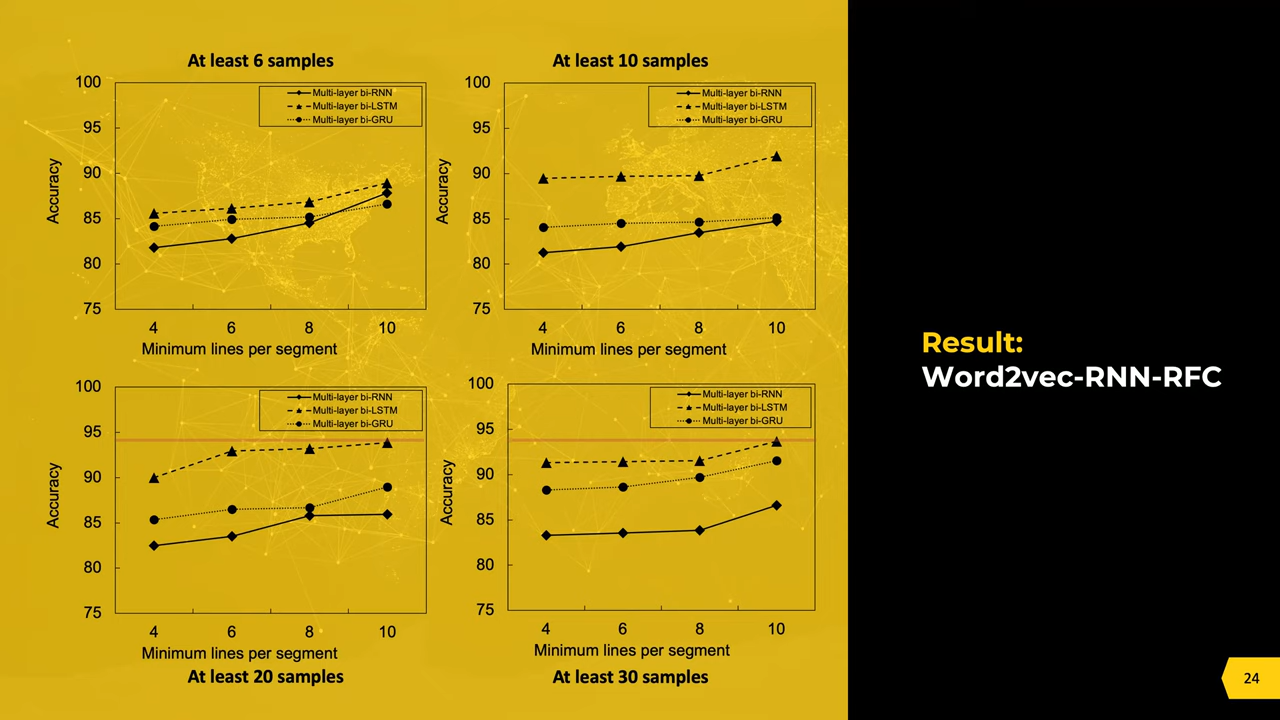 At least 6 samples
100
95
90
85
80
75
Accuracy
Multi-layer bi-RNN
Multi-layer bi-LSTM
Multi-layer bi-GRU
4 6 8 10
Minimum lines per segment
At least 10 samples
100
95
90
85
80
75
Accuracy
Multi-layer bi-RNN
Multi-layer bi-LSTM
Multi-layer bi-GRU
4 6 8 10
Minimum lines per segment
100
95
90
85
80
75
Accuracy
Multi-layer bi-RNN
Multi-layer bi-LSTM
Multi-layer bi-GRU
4 6 8 10
Minimum lines per segment
At least 20 samples
100
95
90
85
80
75
Accuracy
Multi-layer bi-RNN
Multi-layer bi-LSTM
Multi-layer bi-GRU
4 6 8 10
Minimum lines per segment
At least 30 samples
Result:
Word2vec-RNN-RFC
24